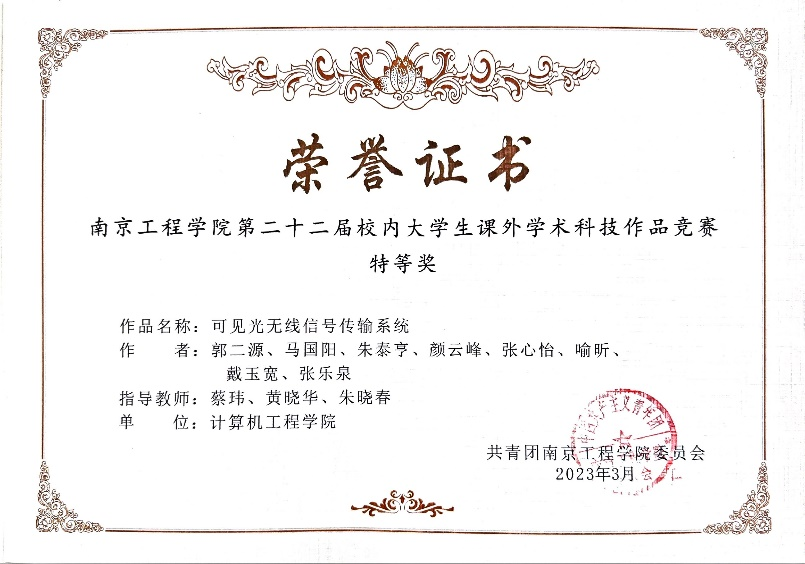 荣誉证书
南京工程学院第二十二届校内大学生课外学术科技作品竞赛
特等奖
作品名称：可见光无线信号传输系统
作　者：郭二源、马国阳、朱泰亨、颜云峰、张心怡、喻昕、
戴玉宽、张乐泉
指导教师：蔡玮、黄晓华、朱晓春
单　位：计算机工程学院
共青团南京工程学院委员会
2023年3月